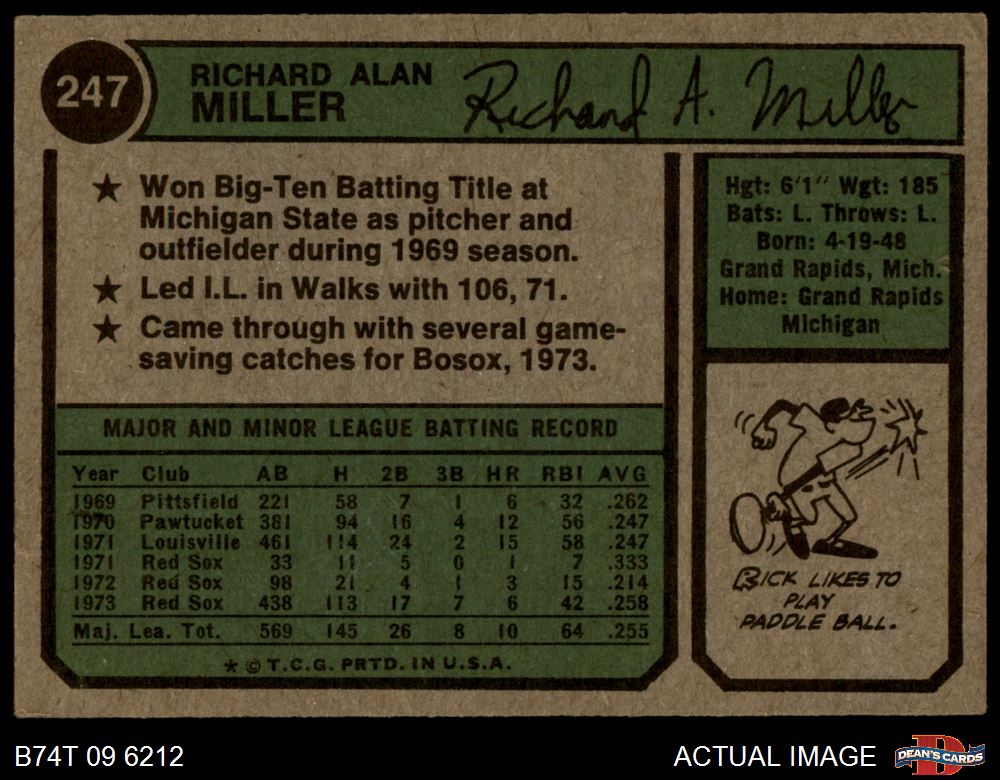 247
RICHARD ALAN
MILLER
Richard A. Miller
★ Won Big-Ten Batting Title at
Michigan State as pitcher and
outfielder during 1969 season.
★ Led I.L. in Walks with 106, 71.
★ Came through with several game-
saving catches for Bosox, 1973.
Hgt: 6'1" Wgt: 185
Bats: L. Throws: L.
Born: 4-19-48
Grand Rapids, Mich.
Home: Grand Rapids
Michigan
MAJOR AND MINOR LEAGUE BATTING RECORD
Year Club AB H 2B 3B HR RBI AVG
1969 Pittsfield 221 58 7 1 6 32 .262
1970 Pawtucket 381 94 16 4 12 56 .247
1971 Louisville 461 114 24 2 15 58 .247
1971 Red Sox 33 11 5 0 1 7 .333
1972 Red Sox 98 21 4 1 3 15 .214
1973 Red Sox 438 113 17 7 6 42 .258
Maj. Lea. Tot. 569 145 26 8 10 64 .255
* © T.C.G. PRTD. IN U.S.A.
RICK LIKES TO
PLAY
PADDLE BALL.
B74T 09 6212
ACTUAL IMAGE
DEAN'S CARDS